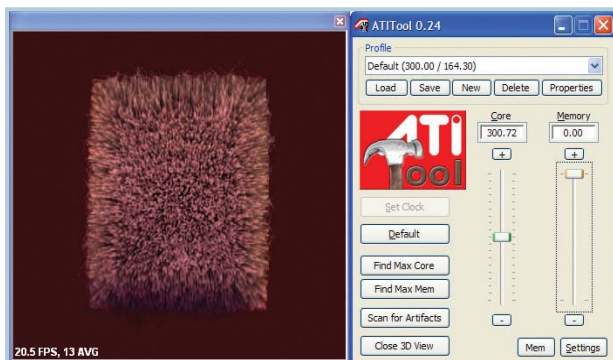 ATITool 0.24
Profile
Default (300.00 / 164.30)
Load Save New Delete Properties
Core Memory
300.72 0.00
+ +
ATI
Tool
Set Clock
Default
Find Max Core
Find Max Mem
Scan for Artifacts
- -
Close 3D View Mem Settings
20.5 FPS, 13 AVG